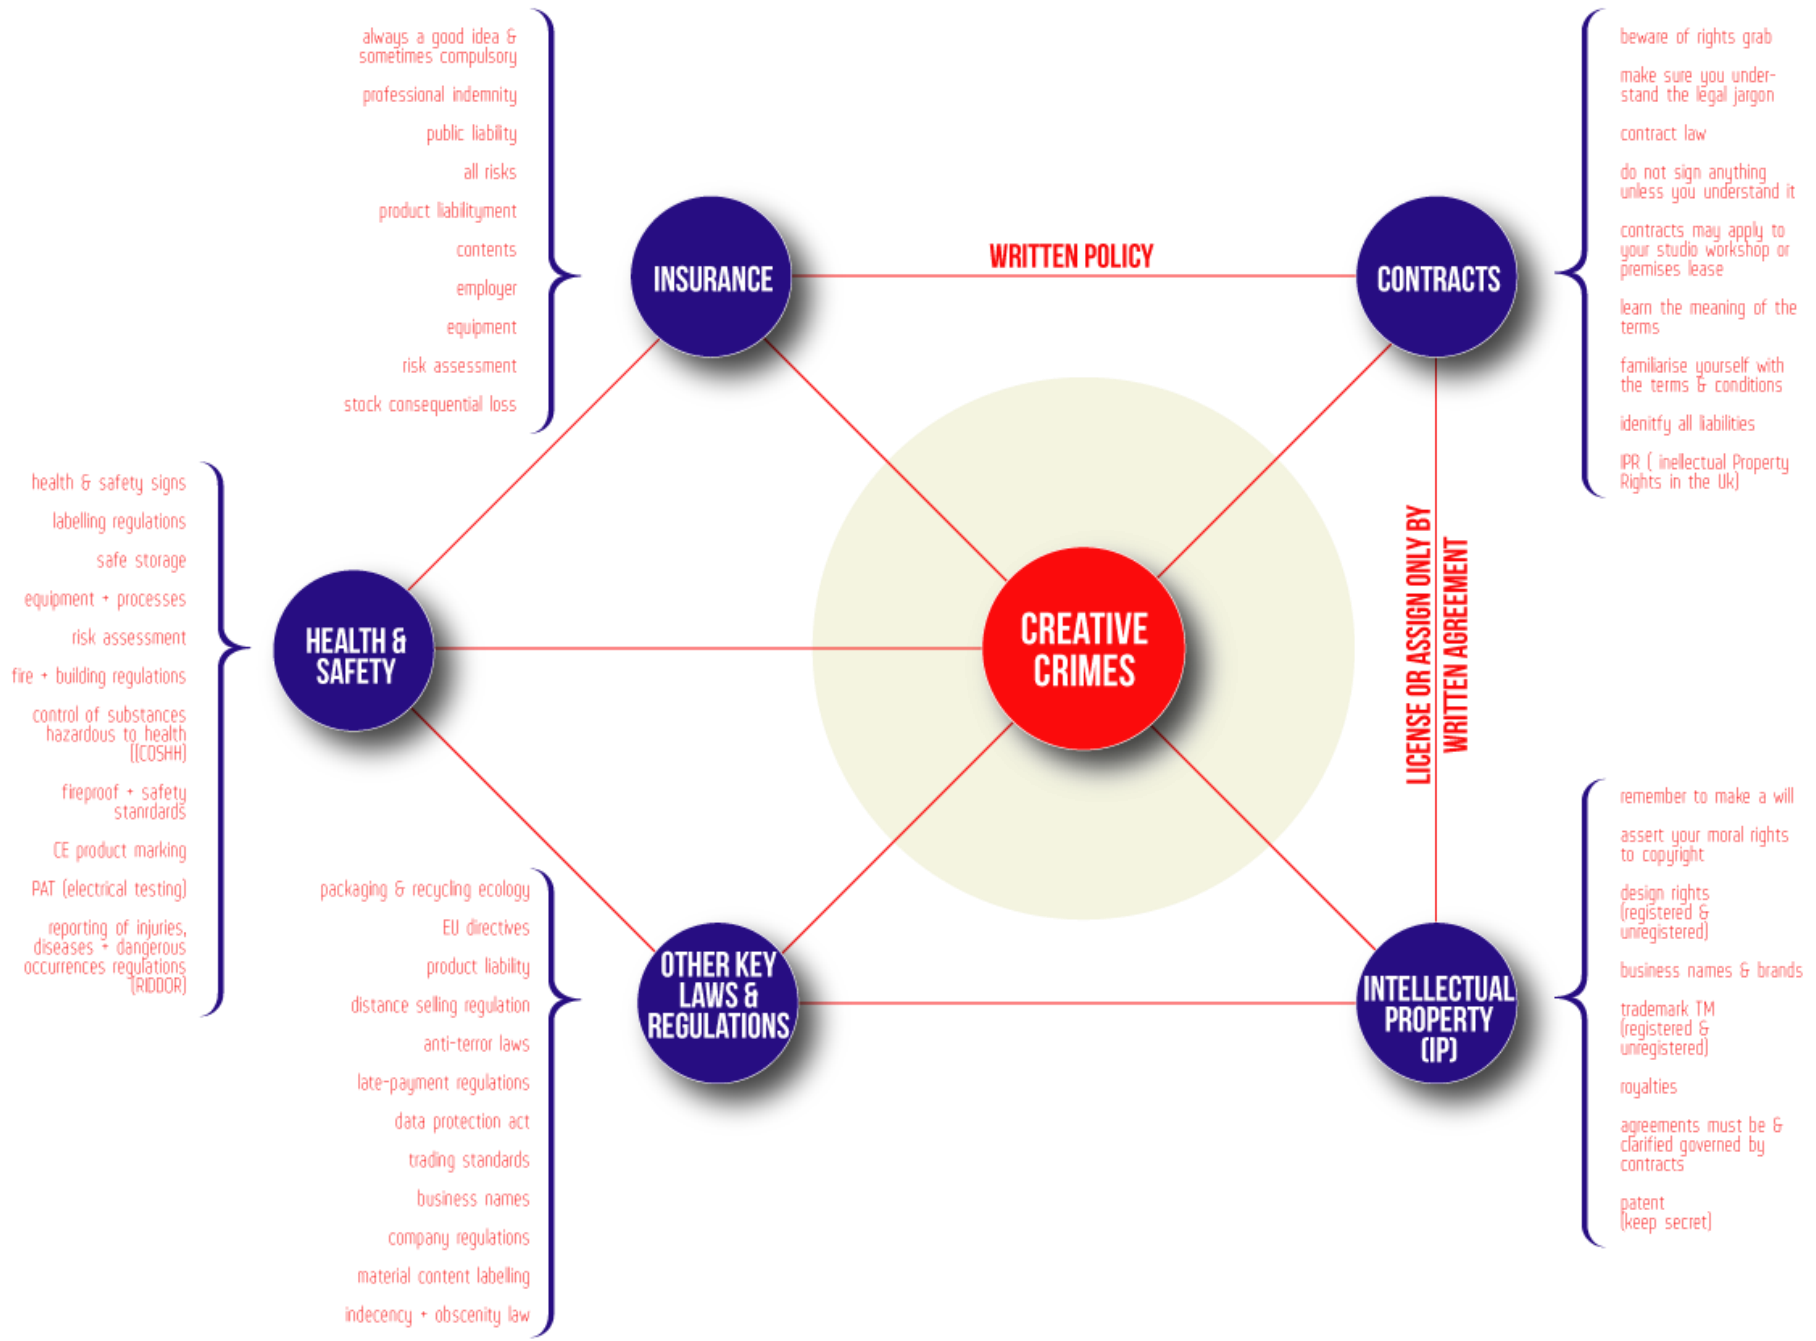 always a good idea &
sometimes compulsory
professional indemnity
public liability
all risks
product liabilityment
contents
employer
equipment
risk assessment
stock consequential loss
INSURANCE
WRITTEN POLICY
CONTRACTS
beware of rights grab
make sure you under-
stand the legal jargon
contract law
do not sign anything
unless you understand it
contracts may apply to
your studio workshop or
premises lease
learn the meaning of the
terms
familiarise yourself with
the terms & conditions
idenitfy all liabilities
IPR ( inellectual Property
Rights in the Uk)
health & safety signs
labelling regulations
safe storage
equipment + processes
risk assessment
fire + building regulations
control of substances
hazardous to health
((COSHH)
fireproof + safety
stanrdards
CE product marking
PAT (electrical testing)
reporting of injuries,
diseases + dangerous
occurrences regulations
(RIDDOR)
HEALTH &
SAFETY
CREATIVE
CRIMES
LICENSE OR ASSIGN ONLY BY
WRITTEN AGREEMENT
packaging & recycling ecology
EU directives
product liability
distance selling regulation
anti-terror laws
late-payment regulations
data protection act
trading standards
business names
company regulations
material content labelling
indecency + obscenity law
OTHER KEY
LAWS &
REGULATIONS
INTELLECTUAL
PROPERTY
(IP)
remember to make a will
assert your moral rights
to copyright
design rights
(registered &
unregistered)
business names & brands
trademark TM
(registered &
unregistered)
royalties
agreements must be &
clarified governed by
contracts
patent
(keep secret)